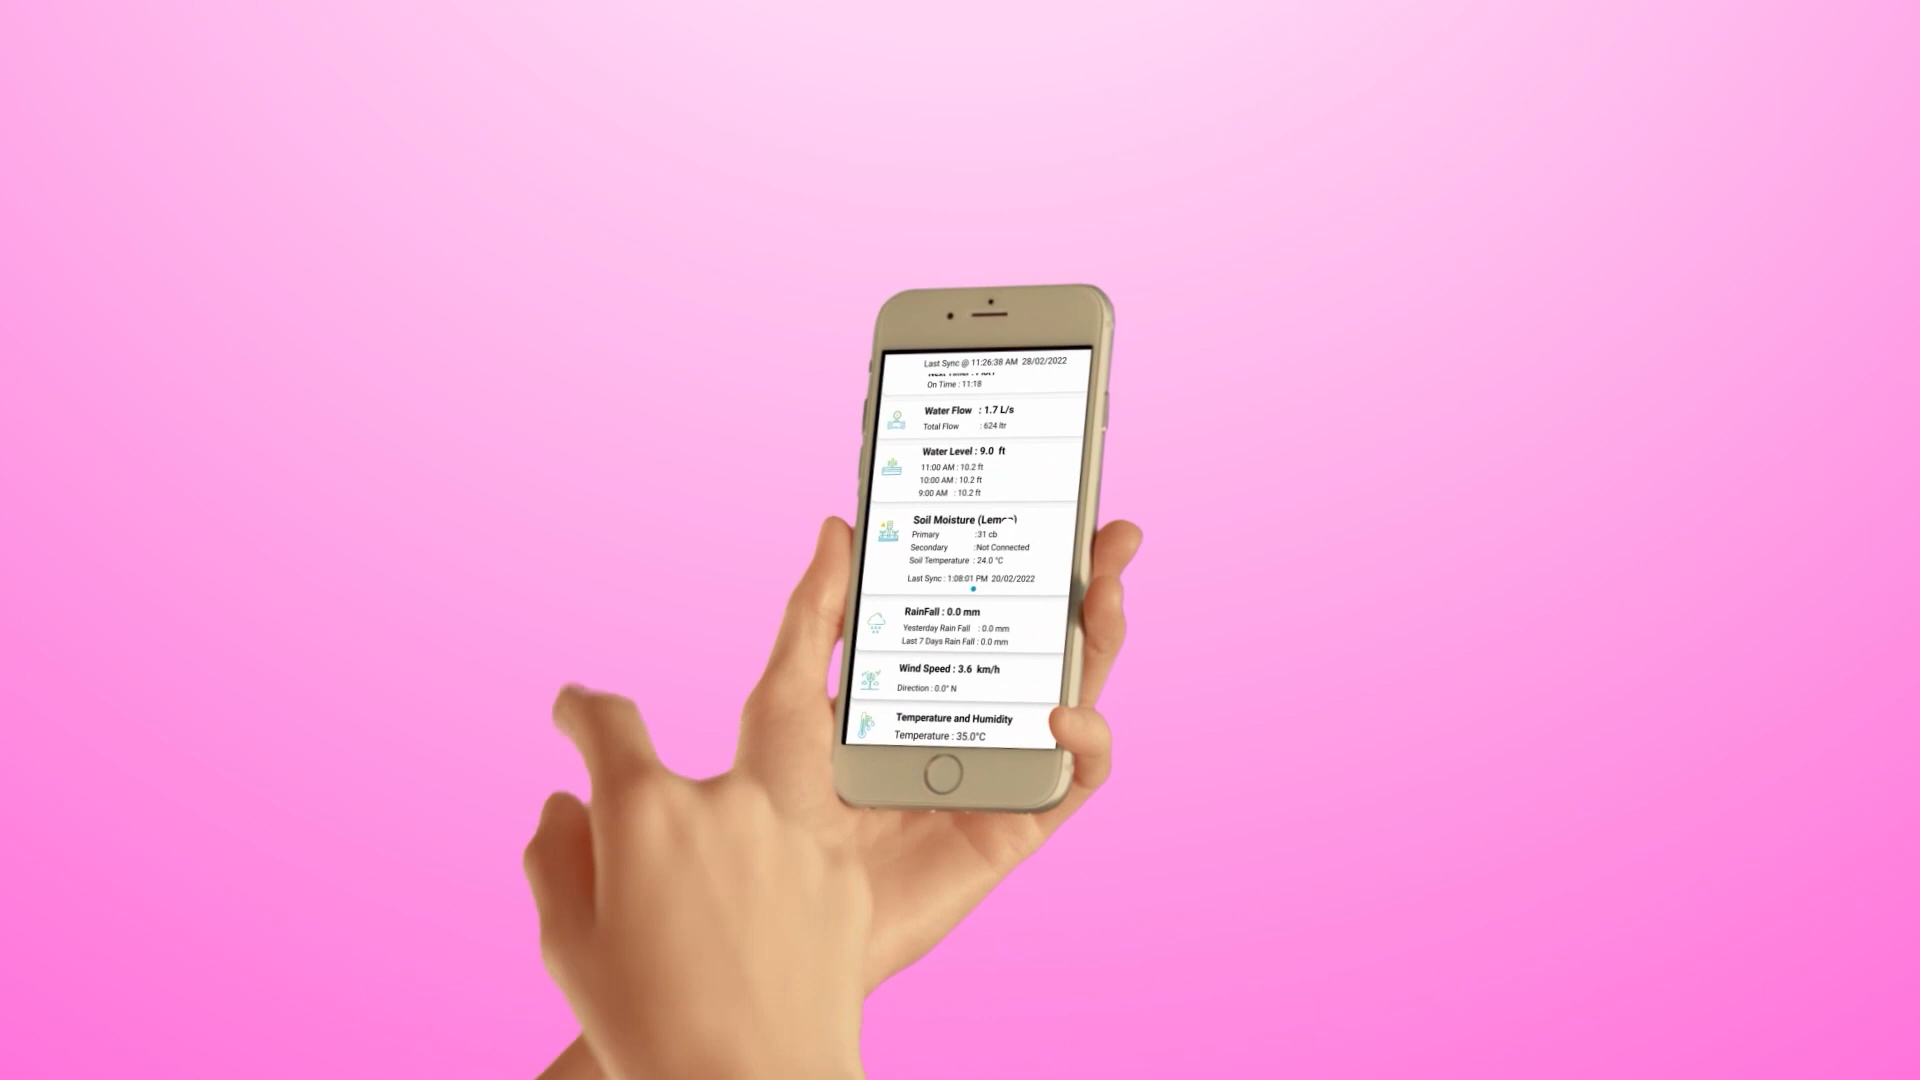 Last Sync @ 11:26:38 AM 28/02/2022
On Time : 11:18
Water Flow : 1.7 L/s
Total Flow : 624 ltr
Water Level : 9.0 ft
11:00 AM : 10.2 ft
10:00 AM : 10.2 ft
9:00 AM : 10.2 ft
Soil Moisture
Primary :31 cb
Secondary :Not Connected
Soil Temperature : 24.0 °C
Last Sync : 1:08:01 PM 20/02/2022
RainFall : 0.0 mm
Yesterday Rain Fall : 0.0 mm
Last 7 Days Rain Fall : 0.0 mm
Wind Speed : 3.6 km/h
Direction : 0.0° N
Temperature and Humidity
Temperature : 35.0°C